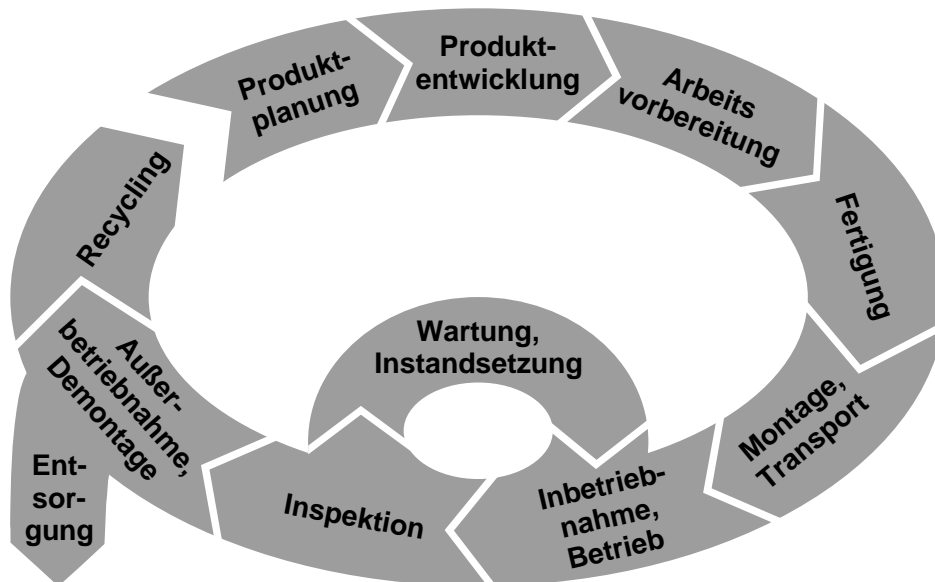 Produkt-
planung
Produkt-
entwicklung
Arbeits
vorbereitung
Fertigung
Montage,
Transport
Inbetrieb-
nahme,
Betrieb
Wartung,
Instandsetzung
Inspektion
Außer-
betriebnahme,
Demontage
Ent-
sor-
gung
Recycling